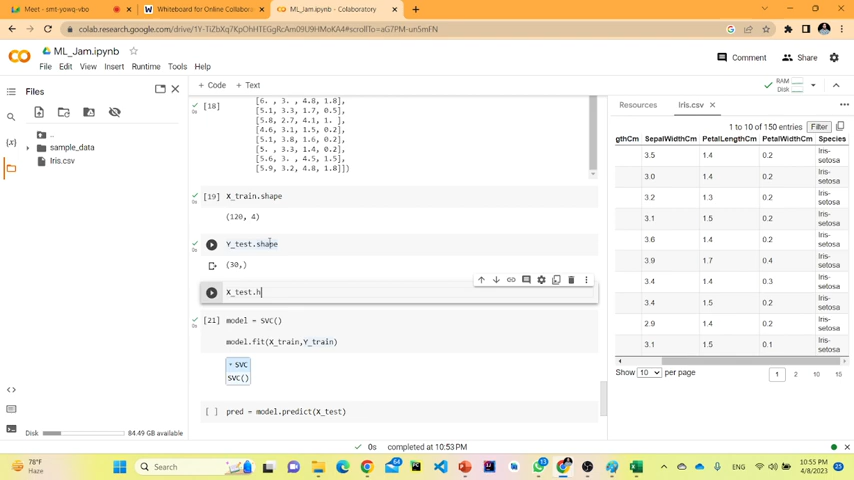 Meet - smt-yowq-vbo
Whiteboard for Online Collabora
ML_Jam.ipynb - Colaboratory
colab.research.google.com/drive/1Y-TiZbXq7KpOhHTEGgRcAm09U9HMoKA4#scrollTo=aG7PM-un5mFN
ML_Jam.ipynb
Comment
Share
File Edit View Insert Runtime Tools Help
RAM
Disk
Files
+ Code + Text
Resources
Iris.csv
..
sample_data
Iris.csv
[18]
[6. , 3. , 4.8, 1.8],
[5.1, 3.3, 1.7, 0.5],
[5.8, 2.7, 4.1, 1. ],
[4.6, 3.1, 1.5, 0.2],
[5.1, 3.8, 1.6, 0.2],
[5. , 3.3, 1.4, 0.2],
[5.6, 3. , 4.5, 1.5],
[5.9, 3.2, 4.8, 1.8]])
[19] X_train.shape
(120, 4)
Y_test.shape
(30,)
X_test.h
[21] model = SVC()
model.fit(X_train,Y_train)
SVC
SVC()
[ ] pred = model.predict(X_test)
1 to 10 of 150 entries
Filter
gthCm SepalWidthCm PetalLengthCm PetalWidthCm Species
3.5 1.4 0.2 Iris-setosa
3.0 1.4 0.2 Iris-setosa
3.2 1.3 0.2 Iris-setosa
3.1 1.5 0.2 Iris-setosa
3.6 1.4 0.2 Iris-setosa
3.9 1.7 0.4 Iris-setosa
3.4 1.4 0.3 Iris-setosa
3.4 1.5 0.2 Iris-setosa
2.9 1.4 0.2 Iris-setosa
3.1 1.5 0.1 Iris-setosa
Show 10 per page
1 2 10 15
Disk
84.49 GB available
0s completed at 10:53 PM
78°F
Haze
Search
ENG
10:55 PM
4/8/2023